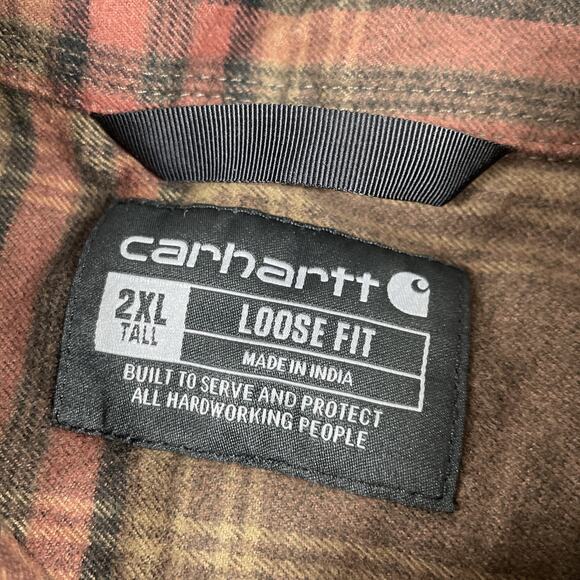 carhartt
2XL
TALL
LOOSE FIT
MADE IN INDIA
BUILT TO SERVE AND PROTECT
ALL HARDWORKING PEOPLE